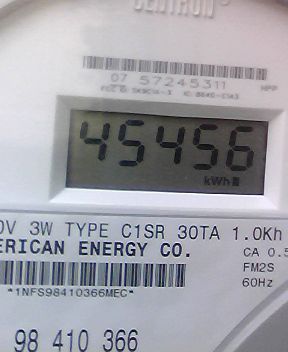 CENTRON®
07 57245311
HPP
45456
kWh
0V 3W TYPE C1SR 30TA 1.0Kh
ERICAN ENERGY CO.
CA 0.5
FM2S
60Hz
*1NFS98410366MEC*
98 410 366